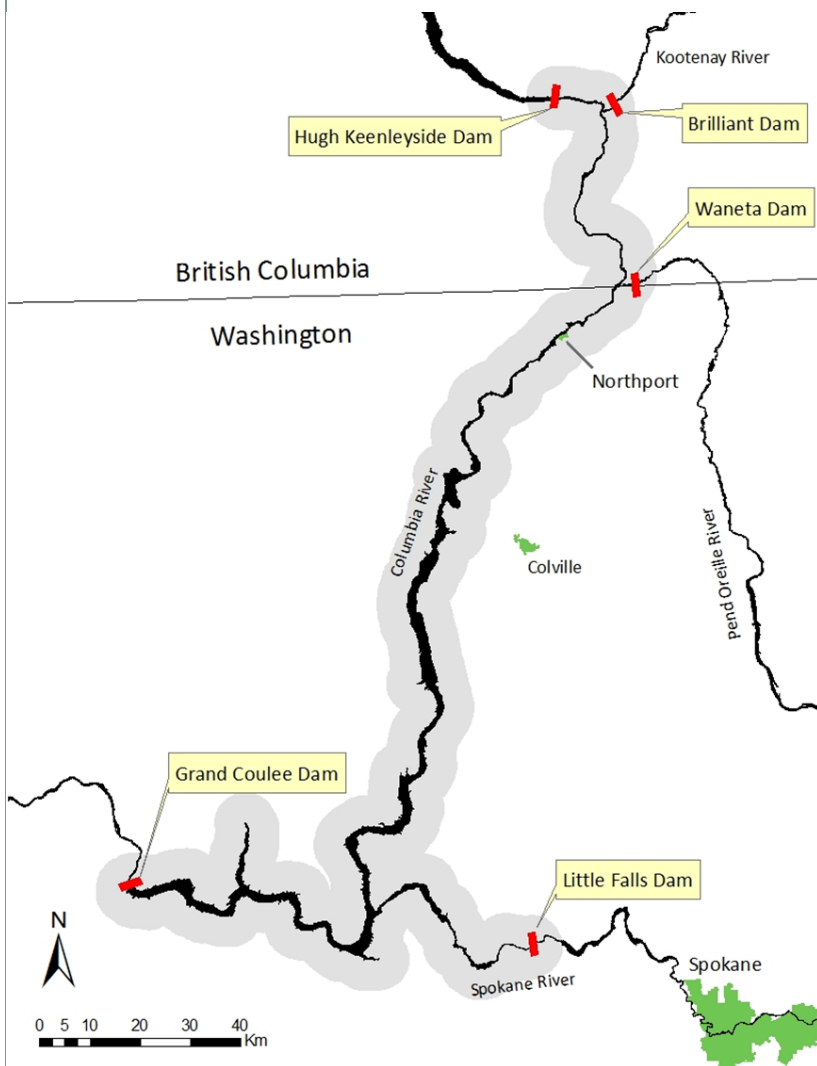 Kootenay River
Hugh Keenleyside Dam
Brilliant Dam
Waneta Dam
British Columbia
Washington
Northport
Columbia River
Colville
Pend Oreille River
Grand Coulee Dam
Little Falls Dam
N
Spokane
Spokane River
0 5 10 20 30 40
Km